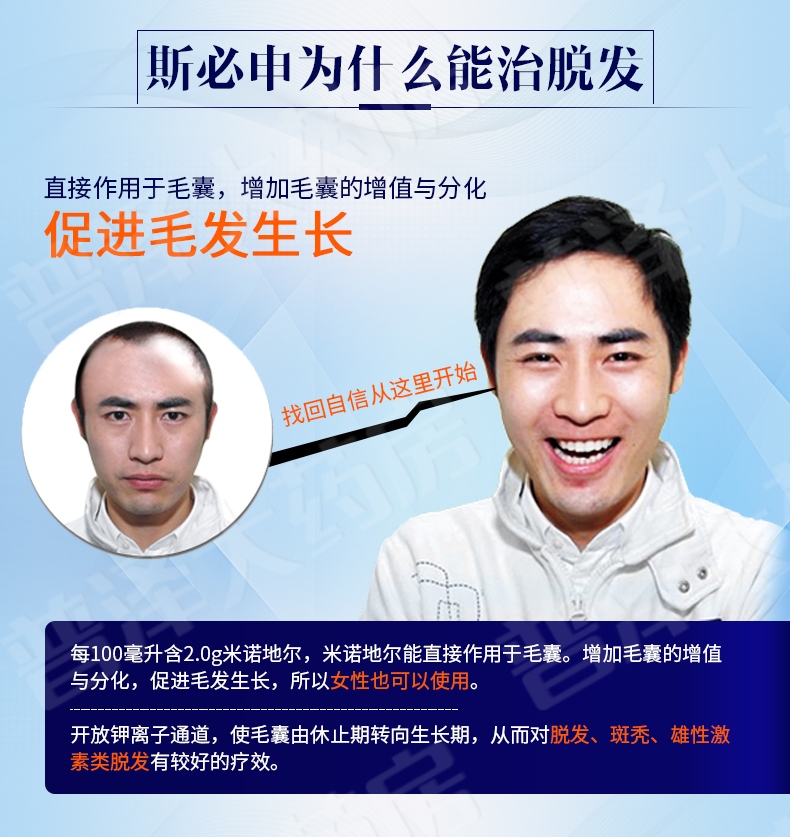 斯必申为什么能治脱发
直接作用于毛囊，增加毛囊的增值与分化
促进毛发生长
找回自信从这里开始
每100毫升含2.0g米诺地尔，米诺地尔能直接作用于毛囊。增加毛囊的增值
与分化，促进毛发生长，所以女性也可以使用。
开放钾离子通道，使毛囊由休止期转向生长期，从而对脱发、斑秃、雄性激
素类脱发有较好的疗效。
普泽大药房